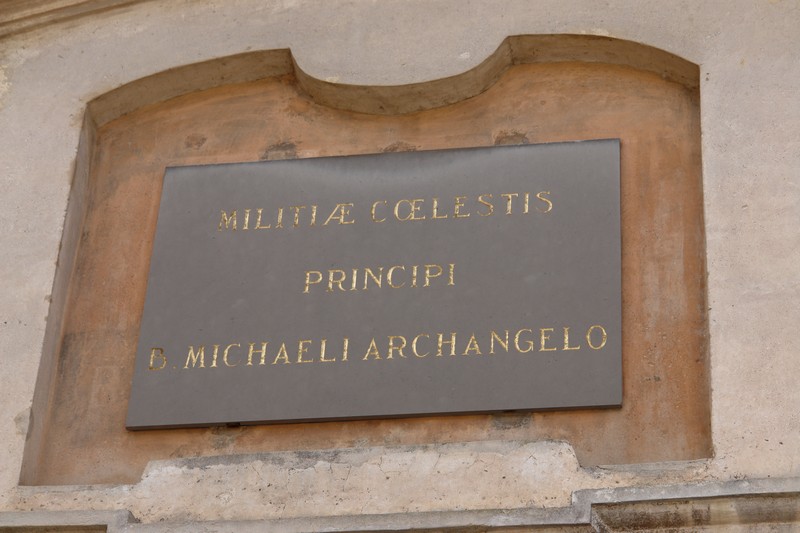 MILITIÆ CŒLESTIS
PRINCIPI
B. MICHAELI ARCHANGELO